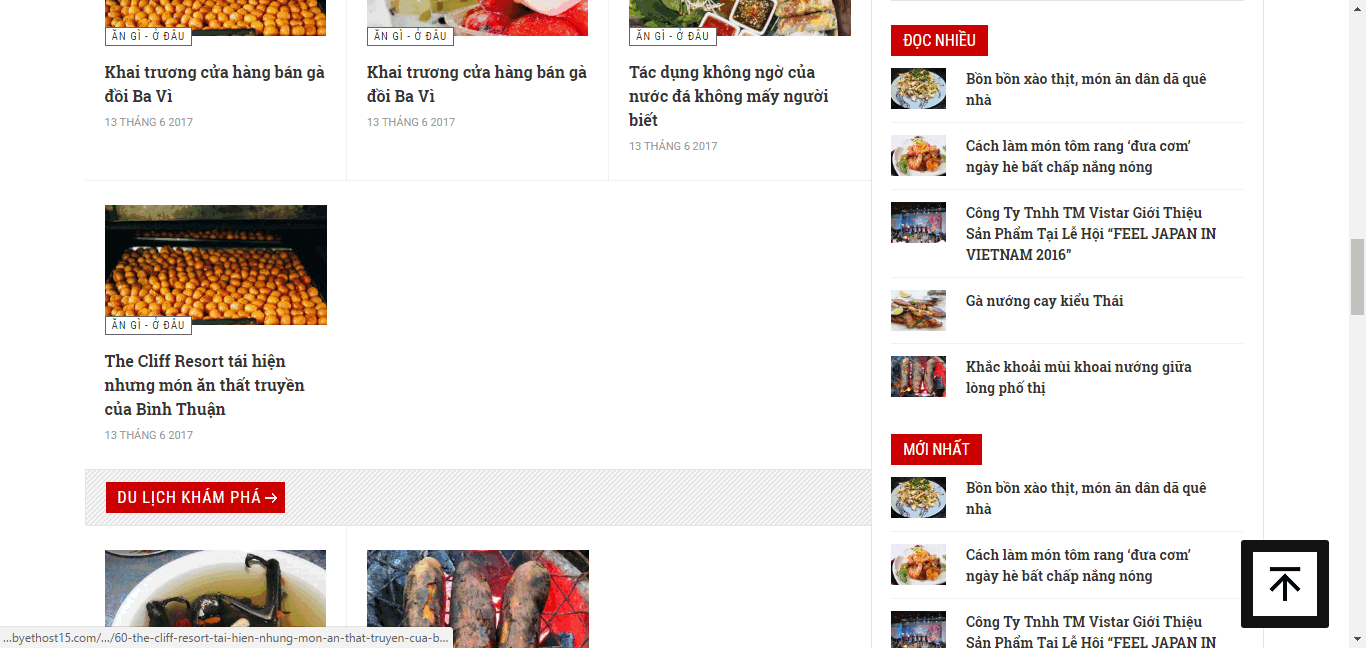 ĂN GÌ - Ở ĐÂU
Khai trương cửa hàng bán gà
đồi Ba Vì
13 THÁNG 6 2017
ĂN GÌ - Ở ĐÂU
Khai trương cửa hàng bán gà
đồi Ba Vì
13 THÁNG 6 2017
ĂN GÌ - Ở ĐÂU
Tác dụng không ngờ của
nước đá không mấy người
biết
13 THÁNG 6 2017
ĂN GÌ - Ở ĐÂU
The Cliff Resort tái hiện
nhưng món ăn thất truyền
của Bình Thuận
13 THÁNG 6 2017
DU LỊCH KHÁM PHÁ
...byethost15.com/.../60-the-cliff-resort-tai-hien-nhung-mon-an-that-truyen-cua-b...
ĐỌC NHIỀU
Bồn bồn xào thịt, món ăn dân dã quê
nhà
Cách làm món tôm rang ‘đưa cơm’
ngày hè bất chấp nắng nóng
Công Ty Tnhh TM Vistar Giới Thiệu
Sản Phẩm Tại Lễ Hội “FEEL JAPAN IN
VIETNAM 2016”
Gà nướng cay kiểu Thái
Khắc khoải mùi khoai nướng giữa
lòng phố thị
MỚI NHẤT
Bồn bồn xào thịt, món ăn dân dã quê
nhà
Cách làm món tôm rang ‘đưa cơm’
ngày hè bất chấp nắng nóng
Công Ty Tnhh TM Vistar Giới Thiệu
Sản Phẩm Tại Lễ Hội “FEEL JAPAN IN